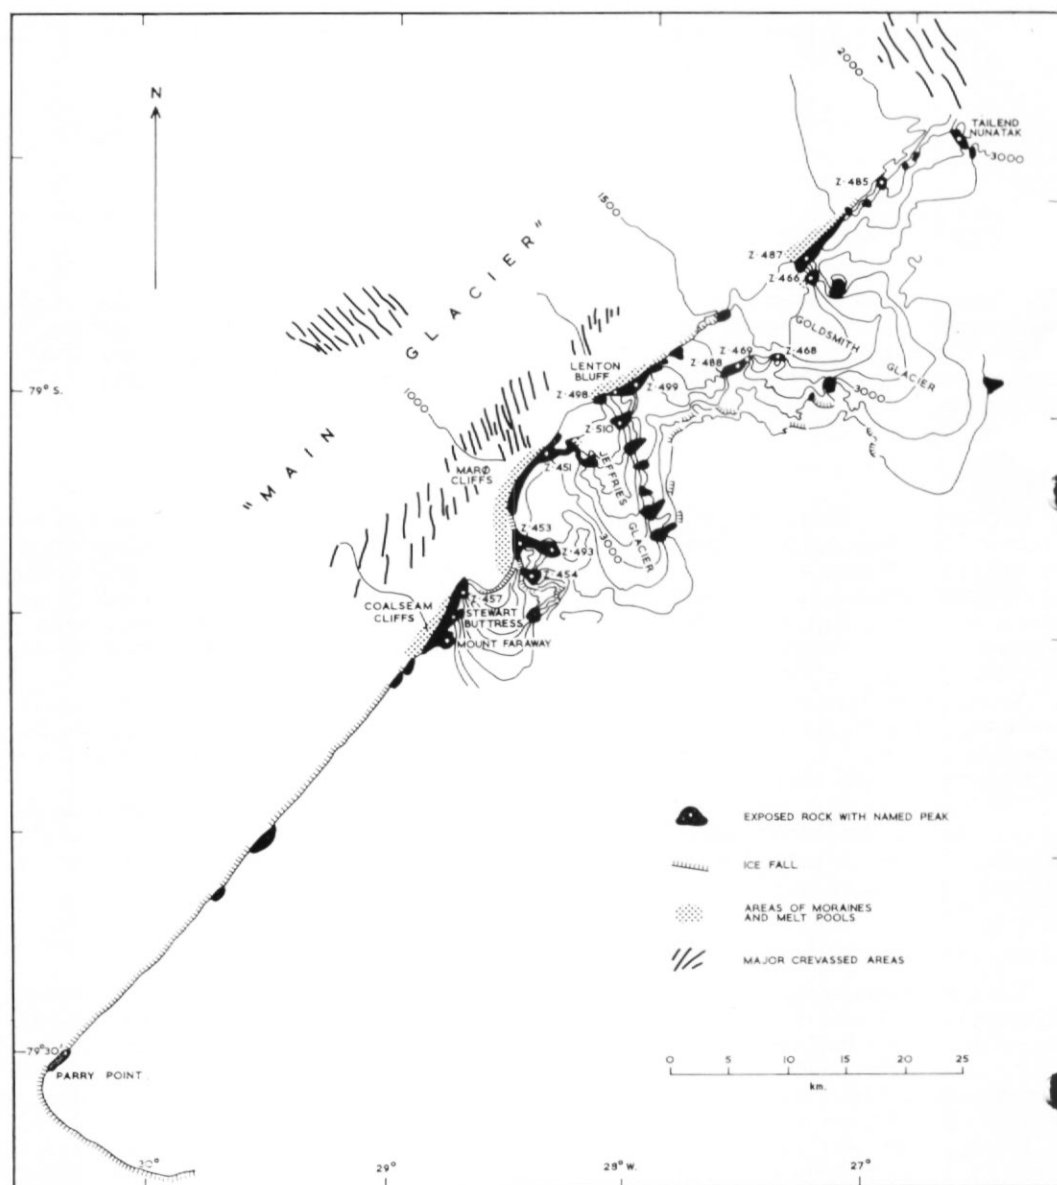 N
2000
TAILEND
NUNATAK
3000
Z·485
1500
Z·487
Z·466
"MAIN GLACIER"
GOLDSMITH
GLACIER
Z·469
Z·468
Z·488
LENTON
BLUFF
79° S.
3000
Z·498
Z·499
1000
Z·510
MARØ
CLIFFS
Z·451
JEFFRIES
GLACIER
3000
Z·453
Z·493
Z·454
COALSEAM
CLIFFS
Z·457
STEWART
BUTTRESS
MOUNT FARAWAY
EXPOSED ROCK WITH NAMED PEAK
ICE FALL
AREAS OF MORAINES
AND MELT POOLS
MAJOR CREVASSED AREAS
79°30'
PARRY POINT
0 5 10 15 20 25
km.
30°
29°
28° W.
27°